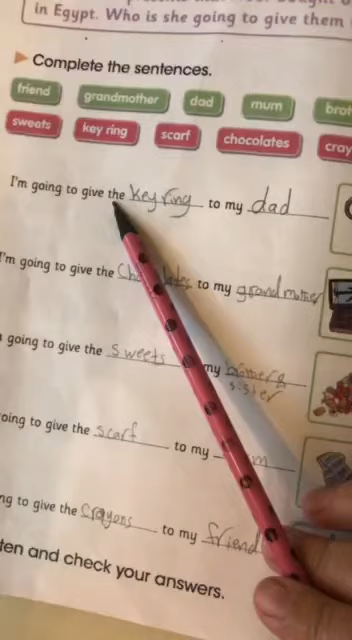 in Egypt. Who is she going to give them
Complete the sentences.
friend grandmother dad mum
sweets key ring scarf chocolates cray
I'm going to give the key ring to my dad
I'm going to give the to my grandmother
going to give the sweets my
sister
oing to give the scarf to my m
ng to give the crayons to my friend
ten and check your answers.